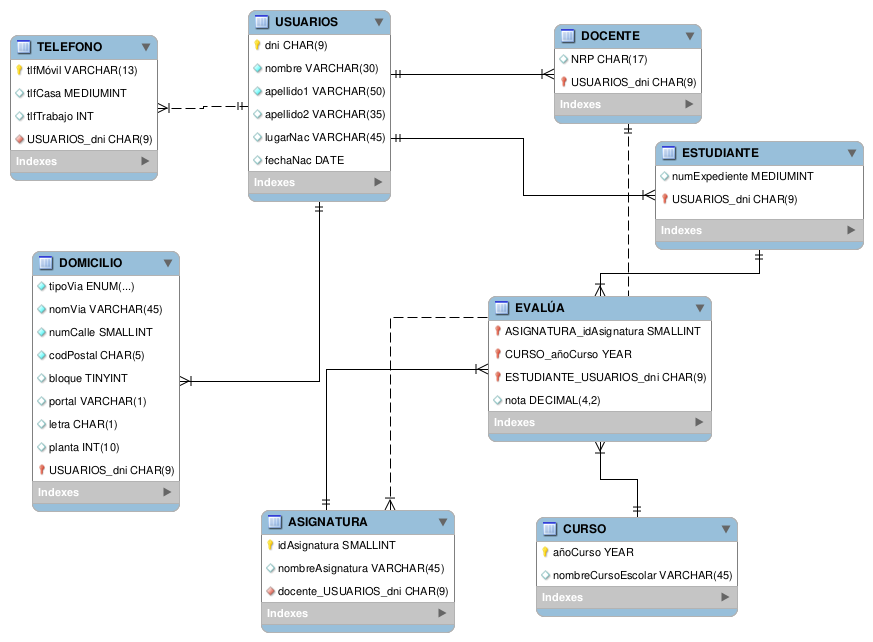 TELEFONO
tlfMóvil VARCHAR(13)
tlfCasa MEDIUMINT
tlfTrabajo INT
USUARIOS_dni CHAR(9)
Indexes
USUARIOS
dni CHAR(9)
nombre VARCHAR(30)
apellido1 VARCHAR(50)
apellido2 VARCHAR(35)
lugarNac VARCHAR(45)
fechaNac DATE
Indexes
DOCENTE
NRP CHAR(17)
USUARIOS_dni CHAR(9)
Indexes
ESTUDIANTE
numExpediente MEDIUMINT
USUARIOS_dni CHAR(9)
Indexes
DOMICILIO
tipoVia ENUM(...)
nomVia VARCHAR(45)
numCalle SMALLINT
codPostal CHAR(5)
bloque TINYINT
portal VARCHAR(1)
letra CHAR(1)
planta INT(10)
USUARIOS_dni CHAR(9)
Indexes
EVALÚA
ASIGNATURA_idAsignatura SMALLINT
CURSO_añoCurso YEAR
ESTUDIANTE_USUARIOS_dni CHAR(9)
nota DECIMAL(4,2)
Indexes
ASIGNATURA
idAsignatura SMALLINT
nombreAsignatura VARCHAR(45)
docente_USUARIOS_dni CHAR(9)
Indexes
CURSO
añoCurso YEAR
nombreCursoEscolar VARCHAR(45)
Indexes